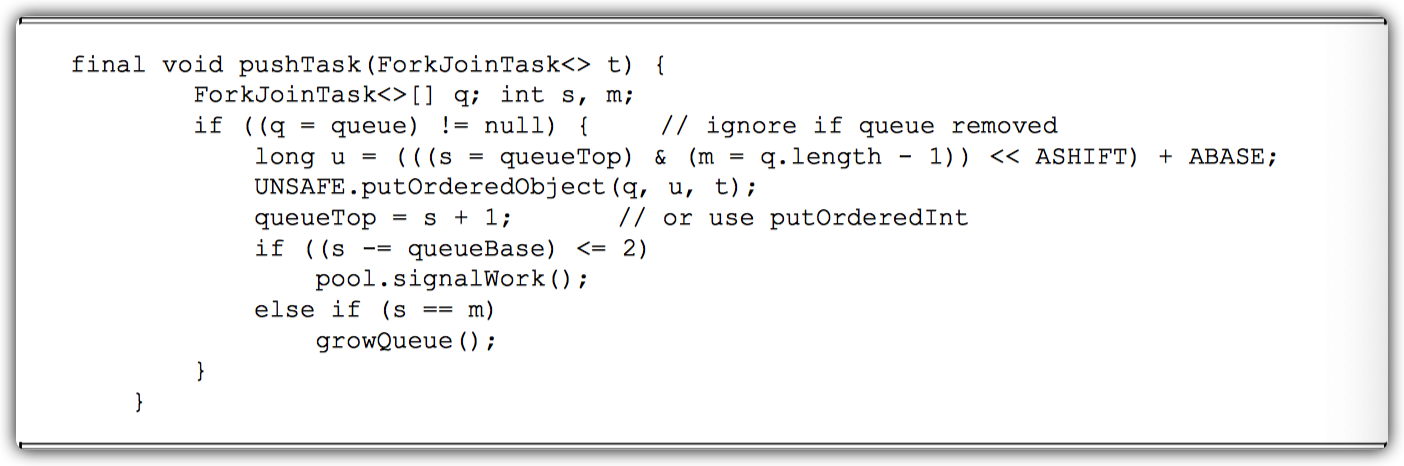 final void pushTask(ForkJoinTask<> t) {
ForkJoinTask<>[] q; int s, m;
if ((q = queue) != null) {    // ignore if queue removed
long u = (((s = queueTop) & (m = q.length - 1)) << ASHIFT) + ABASE;
UNSAFE.putOrderedObject(q, u, t);
queueTop = s + 1;       // or use putOrderedInt
if ((s -= queueBase) <= 2)
pool.signalWork();
else if (s == m)
growQueue();
}
}